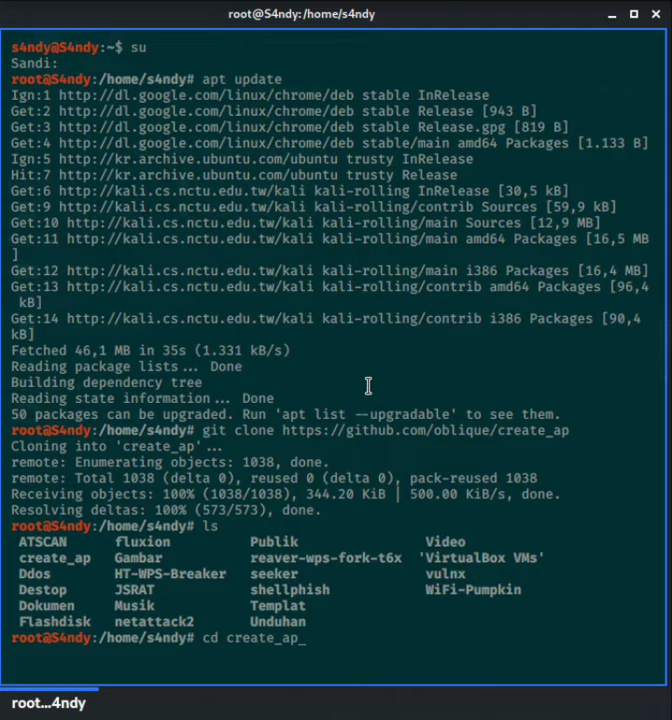 root@S4ndy:/home/s4ndy
s4ndy@S4ndy:~$ su
Sandi:
root@S4ndy:/home/s4ndy# apt update
Ign:1 http://dl.google.com/linux/chrome/deb stable InRelease
Get:2 http://dl.google.com/linux/chrome/deb stable Release [943 B]
Get:3 http://dl.google.com/linux/chrome/deb stable Release.gpg [819 B]
Get:4 http://dl.google.com/linux/chrome/deb stable/main amd64 Packages [1.133 B]
Ign:5 http://kr.archive.ubuntu.com/ubuntu trusty InRelease
Hit:7 http://kr.archive.ubuntu.com/ubuntu trusty Release
Get:6 http://kali.cs.nctu.edu.tw/kali kali-rolling InRelease [30,5 kB]
Get:9 http://kali.cs.nctu.edu.tw/kali kali-rolling/contrib Sources [59,9 kB]
Get:10 http://kali.cs.nctu.edu.tw/kali kali-rolling/main Sources [12,9 MB]
Get:11 http://kali.cs.nctu.edu.tw/kali kali-rolling/main amd64 Packages [16,5 MB
]
Get:12 http://kali.cs.nctu.edu.tw/kali kali-rolling/main i386 Packages [16,4 MB]
Get:13 http://kali.cs.nctu.edu.tw/kali kali-rolling/contrib amd64 Packages [96,4
kB]
Get:14 http://kali.cs.nctu.edu.tw/kali kali-rolling/contrib i386 Packages [90,4
kB]
Fetched 46,1 MB in 35s (1.331 kB/s)
Reading package lists... Done
Building dependency tree
Reading state information... Done
50 packages can be upgraded. Run 'apt list --upgradable' to see them.
root@S4ndy:/home/s4ndy# git clone https://github.com/oblique/create_ap
Cloning into 'create_ap'...
remote: Enumerating objects: 1038, done.
remote: Total 1038 (delta 0), reused 0 (delta 0), pack-reused 1038
Receiving objects: 100% (1038/1038), 344.20 KiB | 500.00 KiB/s, done.
Resolving deltas: 100% (573/573), done.
root@S4ndy:/home/s4ndy# ls
ATSCAN fluxion Publik Video
create_ap Gambar reaver-wps-fork-t6x 'VirtualBox VMs'
Ddos HT-WPS-Breaker seeker vulnx
Destop JSRAT shellphish WiFi-Pumpkin
Dokumen Musik Templat
Flashdisk netattack2 Unduhan
root@S4ndy:/home/s4ndy# cd create_ap_
root...4ndy